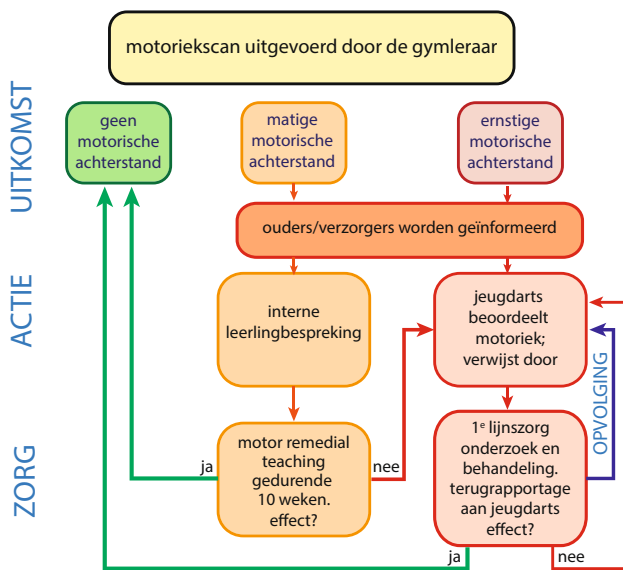 motoriekscan uitgevoerd door de gymleraar
UITKOMST
geen
motorische
achterstand
matige
motorische
achterstand
ernstige
motorische
achterstand
ouders/verzorgers worden geïnformeerd
ACTIE
interne
leerlingbespreking
jeugdarts
beoordeelt
motoriek;
verwijst door
OPVOLGING
ZORG
ja
motor remedial
teaching
gedurende
10 weken.
effect?
nee
1e lijnszorg
onderzoek en
behandeling.
terugrapportage
aan jeugdarts
effect?
ja
nee